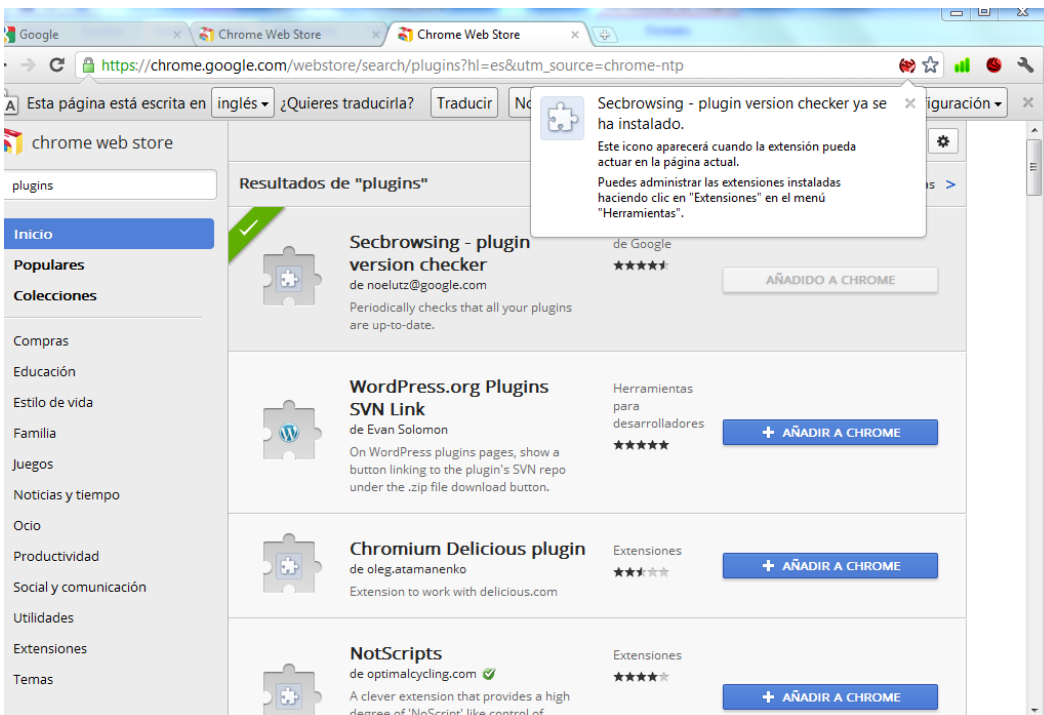 Google
Chrome Web Store
Chrome Web Store
https://chrome.google.com/webstore/search/plugins?hl=es&utm_source=chrome-ntp
A Esta página está escrita en inglés ¿Quieres traducirla? Traducir
Secbrowsing - plugin version checker ya se
ha instalado.
Este icono aparecerá cuando la extensión pueda
actuar en la página actual.
Puedes administrar las extensiones instaladas
haciendo clic en "Extensiones" en el menú
"Herramientas".
chrome web store
plugins
Resultados de "plugins"
Inicio
Populares
Colecciones
Compras
Educación
Estilo de vida
Familia
Juegos
Noticias y tiempo
Ocio
Productividad
Social y comunicación
Utilidades
Extensiones
Temas
Secbrowsing - plugin
version checker
de noelutz@google.com
Periodically checks that all your plugins
are up-to-date.
de Google
AÑADIDO A CHROME
WordPress.org Plugins
SVN Link
de Evan Solomon
On WordPress plugins pages, show a
button linking to the plugin's SVN repo
under the .zip file download button.
Herramientas
para
desarrolladores
AÑADIR A CHROME
Chromium Delicious plugin
de oleg.atamanenko
Extension to work with delicious.com
Extensiones
AÑADIR A CHROME
NotScripts
de optimalcycling.com
A clever extension that provides a high
degree of 'NoScript' like control of
Extensiones
AÑADIR A CHROME